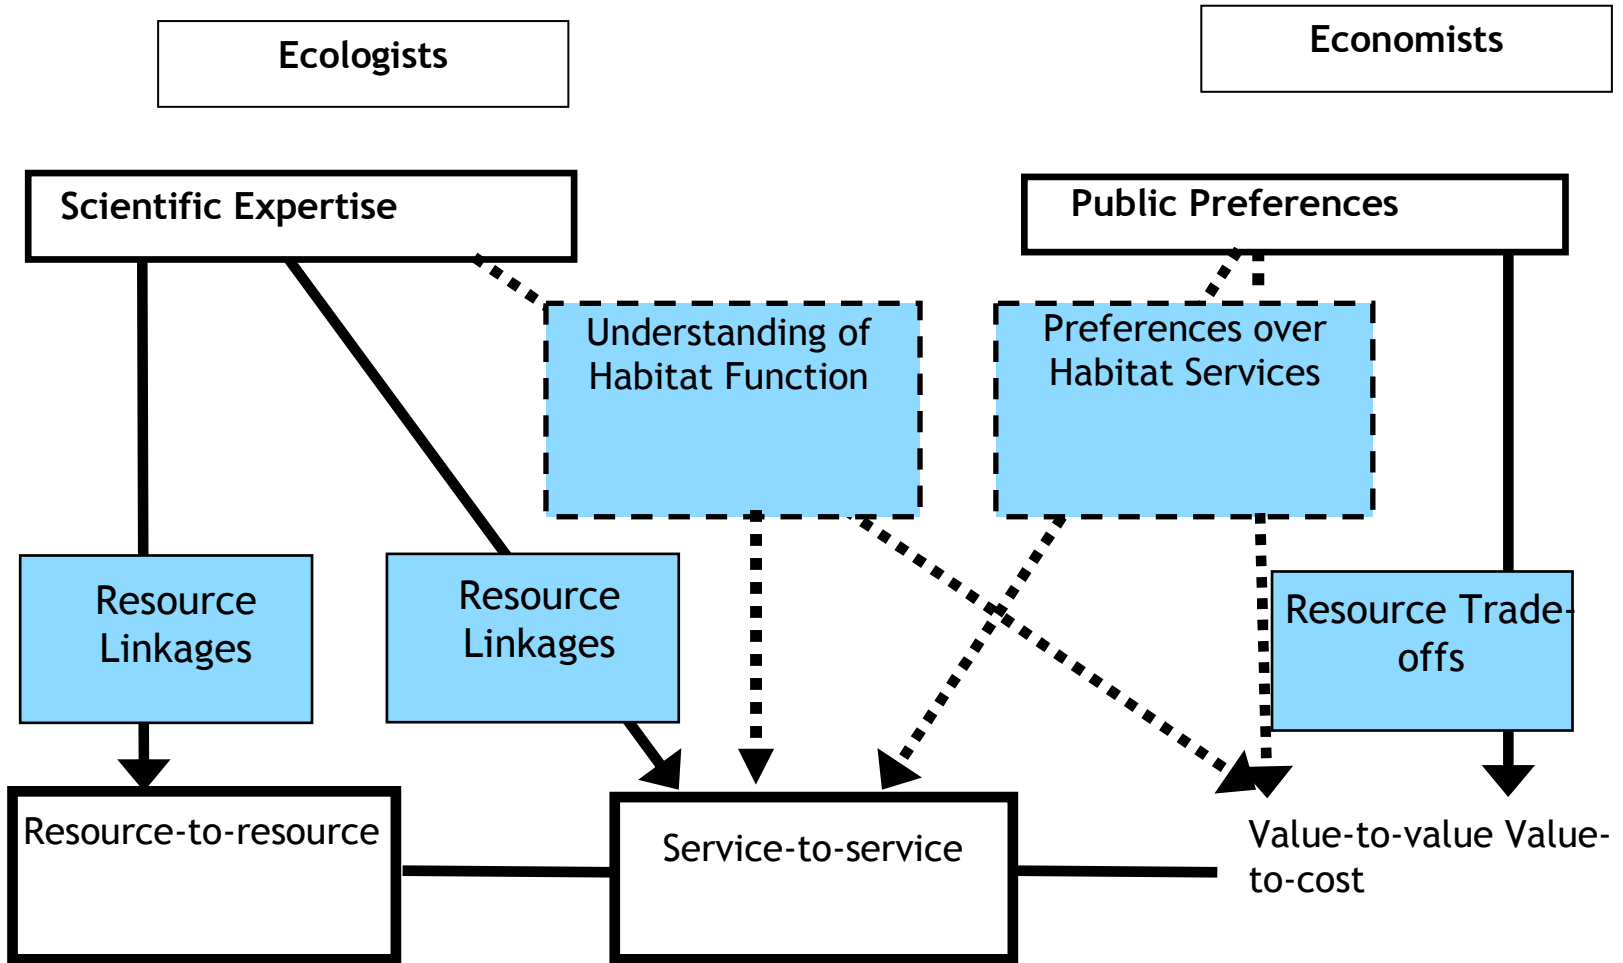 Ecologists
Economists
Scientific Expertise
Public Preferences
Understanding of
Habitat Function
Preferences over
Habitat Services
Resource
Linkages
Resource
Linkages
Resource Trade-
offs
Resource-to-resource
Service-to-service
Value-to-value Value-
to-cost